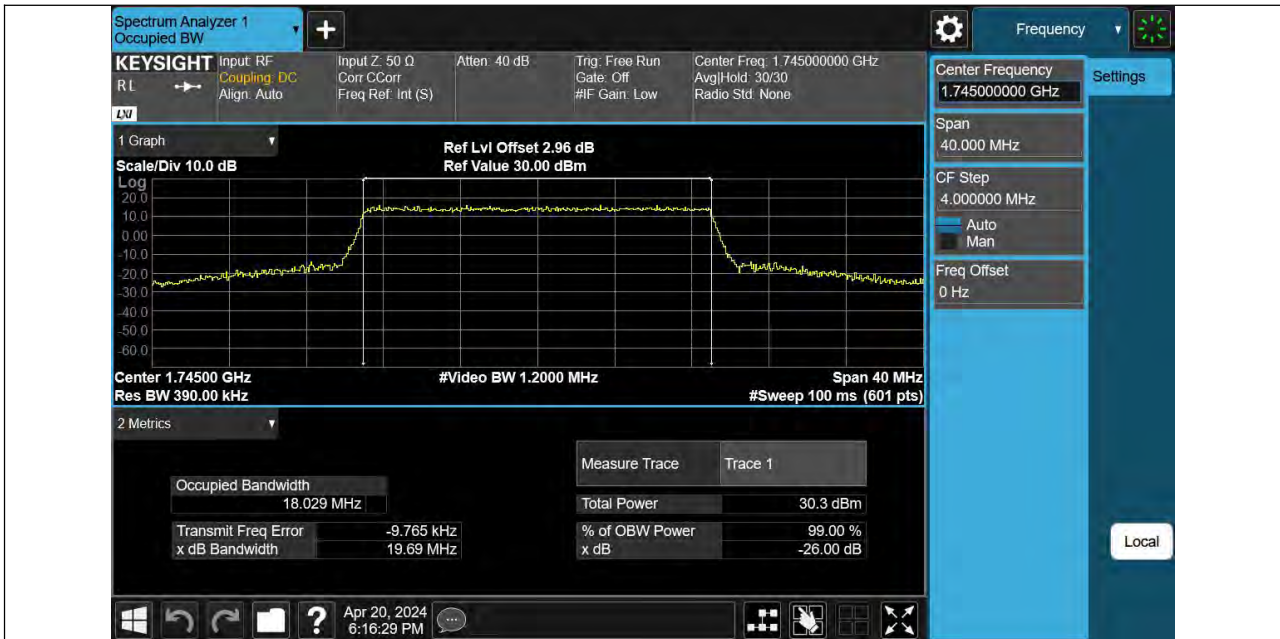 Spectrum Analyzer 1
Occupied BW
+
Frequency
KEYSIGHT
RL
LXI
Input: RF
Coupling: DC
Align: Auto
Input Z: 50 Ω
Corr CCorr
Freq Ref: Int (S)
Atten: 40 dB
Trig: Free Run
Gate: Off
#IF Gain: Low
Center Freq: 1.745000000 GHz
Avg|Hold: 30/30
Radio Std: None
Center Frequency
1.745000000 GHz
Settings
Span
40.000 MHz
CF Step
4.000000 MHz
Auto
Man
Freq Offset
0 Hz
1 Graph
Scale/Div 10.0 dB
Ref Lvl Offset 2.96 dB
Ref Value 30.00 dBm
Log
20.0
10.0
0.00
-10.0
-20.0
-30.0
-40.0
-50.0
-60.0
Center 1.74500 GHz
#Video BW 1.2000 MHz
Span 40 MHz
Res BW 390.00 kHz
#Sweep 100 ms (601 pts)
2 Metrics
Measure Trace Trace 1
Occupied Bandwidth
18.029 MHz
Total Power 30.3 dBm
Transmit Freq Error -9.765 kHz
% of OBW Power 99.00 %
x dB Bandwidth 19.69 MHz
x dB -26.00 dB
Local
?
Apr 20, 2024
6:16:29 PM